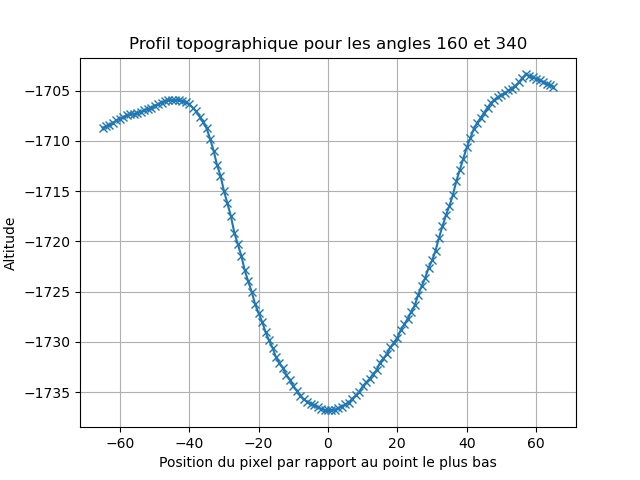 Profil topographique pour les angles 160 et 340
Altitude
−1705
−1710
−1715
−1720
−1725
−1730
−1735
−60 −40 −20 0 20 40 60
Position du pixel par rapport au point le plus bas